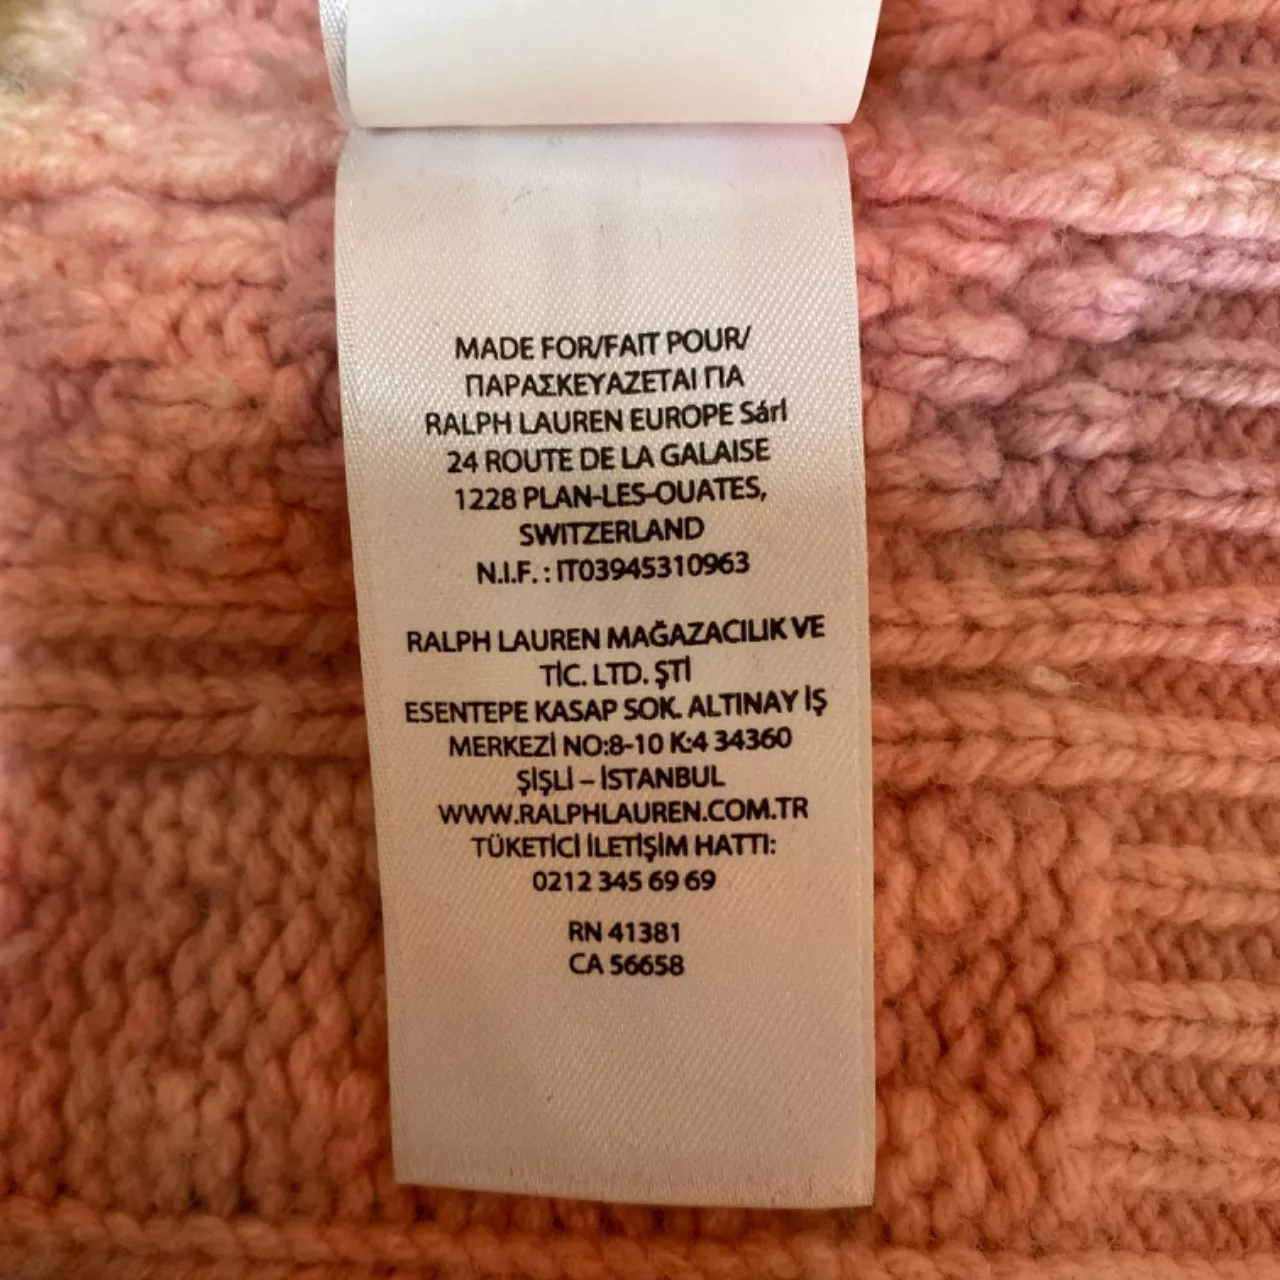 MADE FOR/FAIT POUR/
ΠΑΡΑΣΚΕΥΑΖΕΤΑΙ ΓΙΑ
RALPH LAUREN EUROPE Sárl
24 ROUTE DE LA GALAISE
1228 PLAN-LES-OUATES,
SWITZERLAND
N.I.F. : IT03945310963
RALPH LAUREN MAĞAZACILIK VE
TİC. LTD. ŞTİ
ESENTEPE KASAP SOK. ALTINAY İŞ
MERKEZİ NO:8-10 K:4 34360
ŞİŞLİ – İSTANBUL
WWW.RALPHLAUREN.COM.TR
TÜKETİCİ İLETİŞİM HATTI:
0212 345 69 69
RN 41381
CA 56658